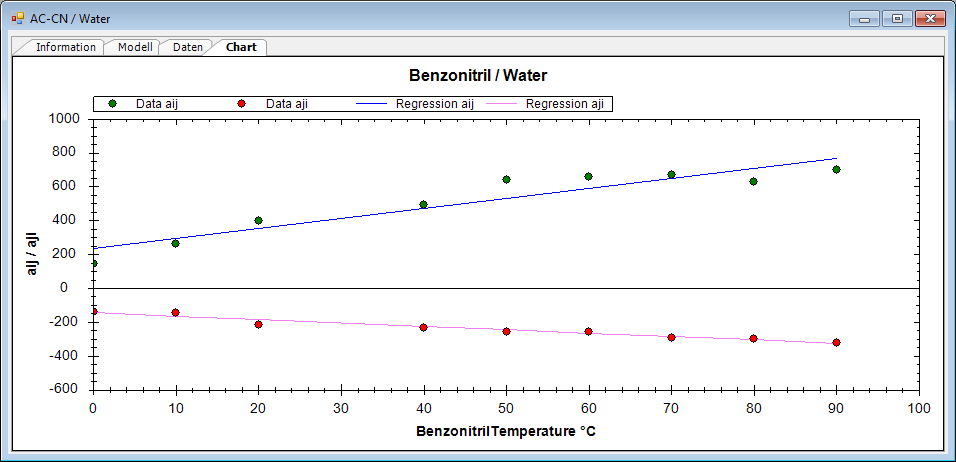 AC-CN / Water
Information Modell Daten Chart
Benzonitril / Water
Data aij Data aji Regression aij Regression aji
1000
800
600
400
200
0
-200
-400
-600
aij / aji
0 10 20 30 40 50 60 70 80 90 100
BenzonitrilTemperature °C